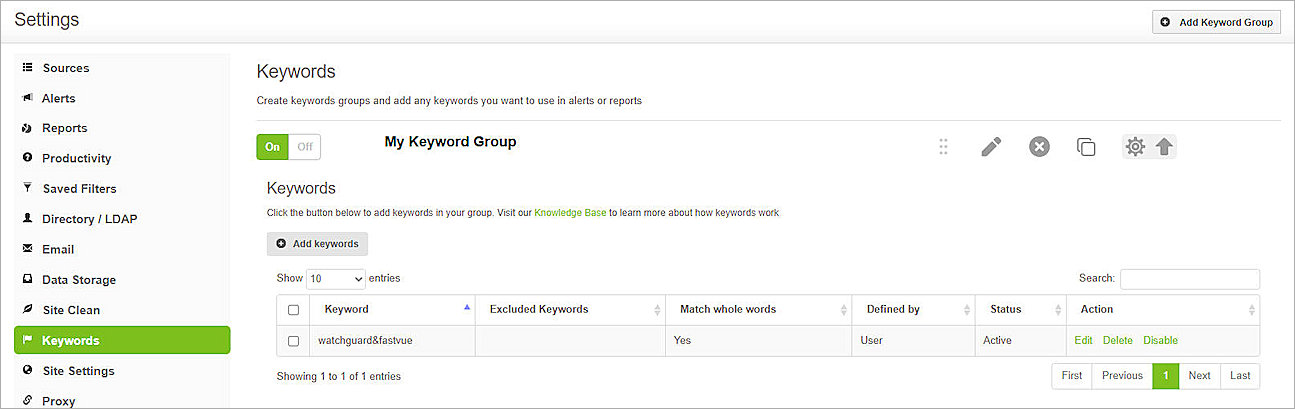 Settings
Add Keyword Group
Sources
Alerts
Reports
Productivity
Saved Filters
Directory / LDAP
Email
Data Storage
Site Clean
Keywords
Site Settings
Proxy
Keywords
Create keywords groups and add any keywords you want to use in alerts or reports
On Off
My Keyword Group
Keywords
Click the button below to add keywords in your group. Visit our Knowledge Base to learn more about how keywords work
Add keywords
Show 10 entries
Search:
Keyword Excluded Keywords Match whole words Defined by Status Action
watchguard&fastvue Yes User Active Edit Delete Disable
Showing 1 to 1 of 1 entries
First Previous 1 Next Last